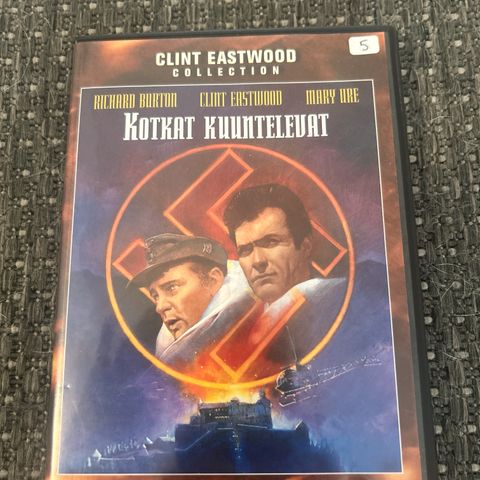 5
CLINT EASTWOOD
COLLECTION
RICHARD BURTON CLINT EASTWOOD MARY URE
KOTKAT KUUNTELEVAT